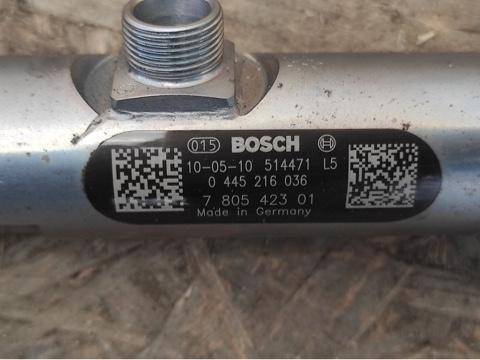 015 BOSCH
10-05-10 514471 L5
0 445 216 036
7 805 423 01
Made in Germany